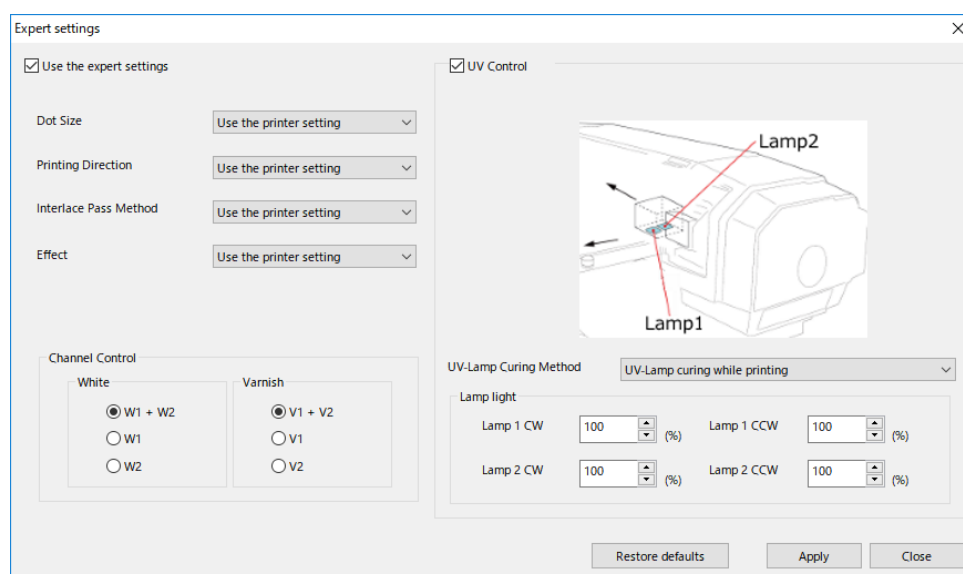 Expert settings
Use the expert settings
Dot Size
Use the printer setting
Printing Direction
Use the printer setting
Interlace Pass Method
Use the printer setting
Effect
Use the printer setting
Channel Control
White
W1 + W2
W1
W2
Varnish
V1 + V2
V1
V2
UV Control
Lamp2
Lamp1
UV-Lamp Curing Method
UV-Lamp curing while printing
Lamp light
Lamp 1 CW 100 (%) Lamp 1 CCW 100 (%)
Lamp 2 CW 100 (%) Lamp 2 CCW 100 (%)
Restore defaults Apply Close